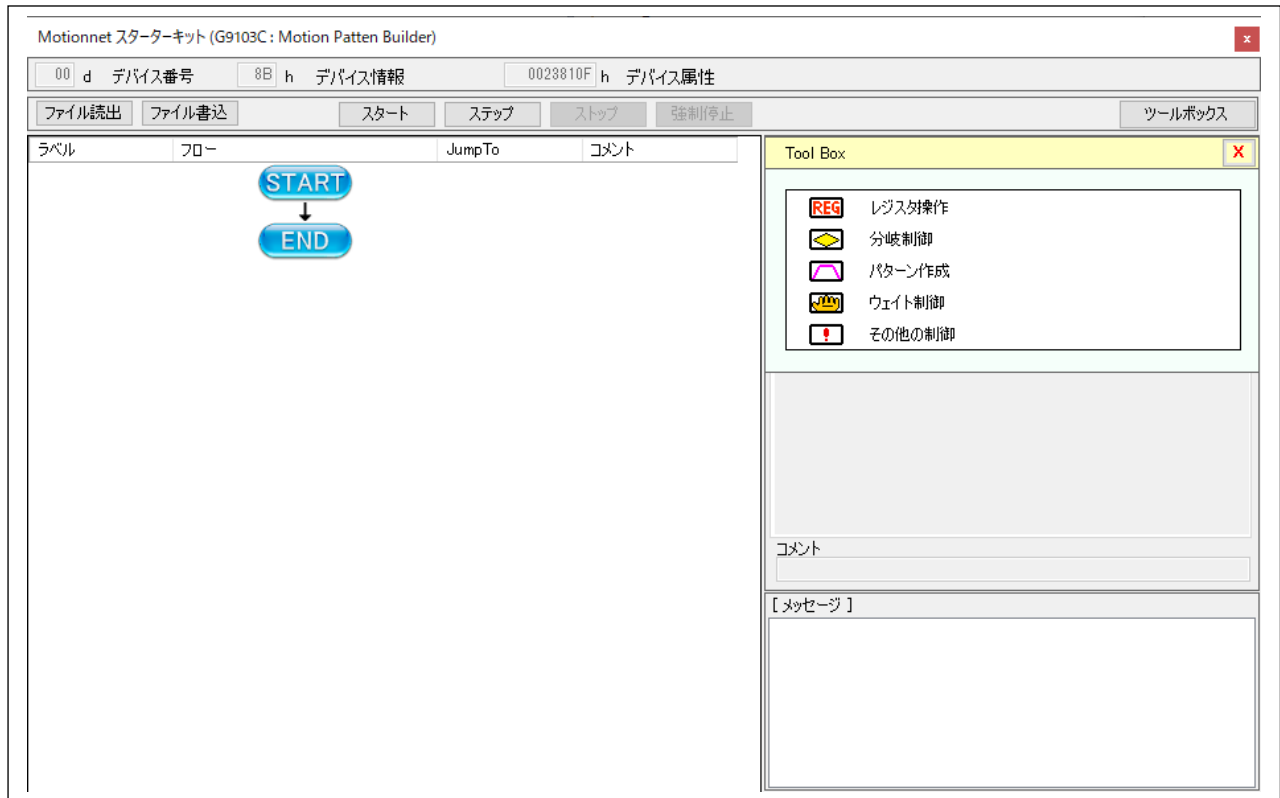 Motionnet スターターキット (G9103C : Motion Patten Builder)
x
00 d デバイス番号 8B h デバイス情報 0023810F h デバイス属性
ファイル読出 ファイル書込 スタート ステップ ストップ 強制停止 ツールボックス
ラベル フロー JumpTo コメント
START
END
Tool Box X
REG レジスタ操作
分岐制御
パターン作成
ウェイト制御
! その他の制御
コメント
[ メッセージ ]